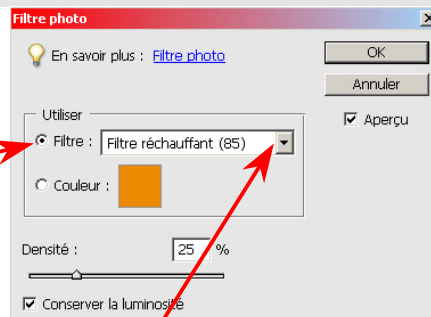 Filtre photo
En savoir plus : Filtre photo
OK
Annuler
Aperçu
Utiliser
Filtre : Filtre réchauffant (85)
Couleur :
Densité : 25 %
Conserver la luminosité